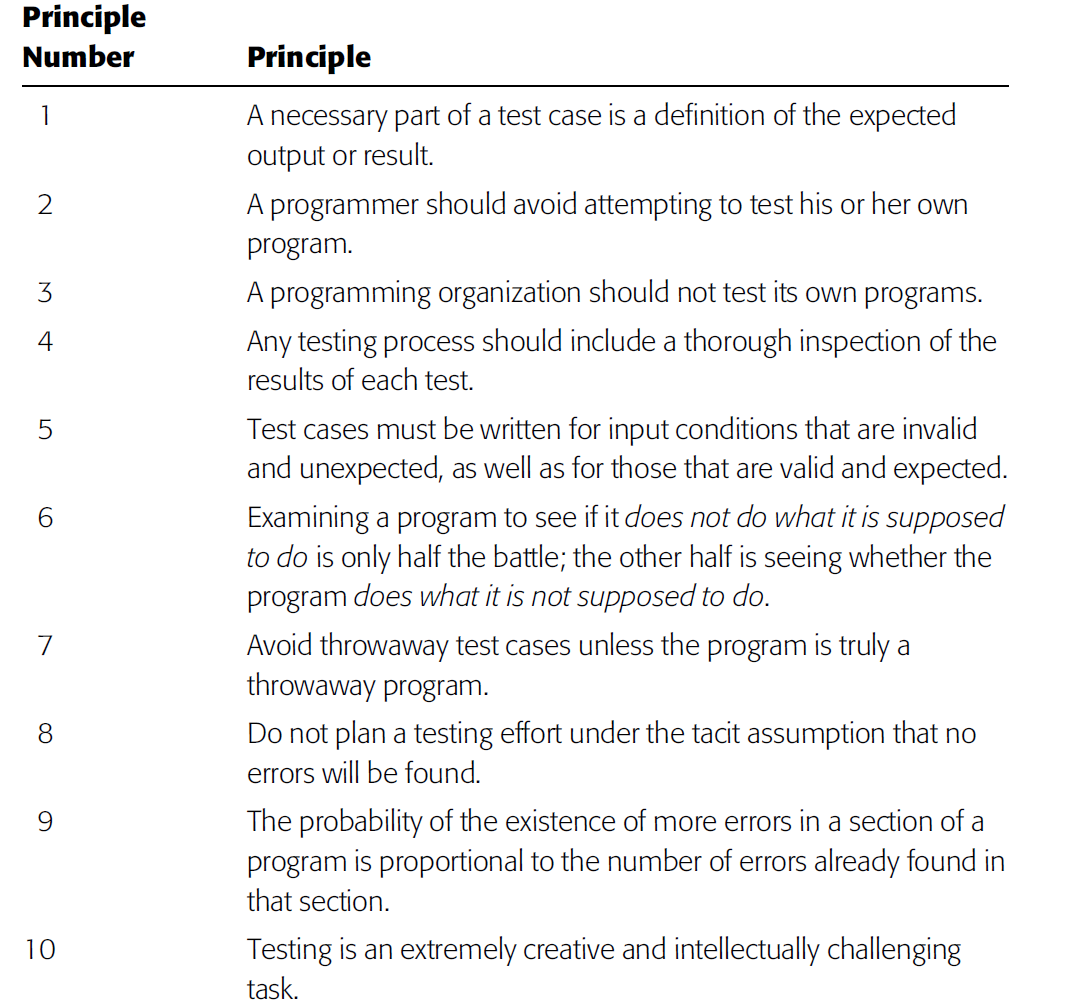 Principle
Number Principle
1 A necessary part of a test case is a definition of the expected
output or result.
2 A programmer should avoid attempting to test his or her own
program.
3 A programming organization should not test its own programs.
4 Any testing process should include a thorough inspection of the
results of each test.
5 Test cases must be written for input conditions that are invalid
and unexpected, as well as for those that are valid and expected.
6 Examining a program to see if it does not do what it is supposed
to do is only half the battle; the other half is seeing whether the
program does what it is not supposed to do.
7 Avoid throwaway test cases unless the program is truly a
throwaway program.
8 Do not plan a testing effort under the tacit assumption that no
errors will be found.
9 The probability of the existence of more errors in a section of a
program is proportional to the number of errors already found in
that section.
10 Testing is an extremely creative and intellectually challenging
task.